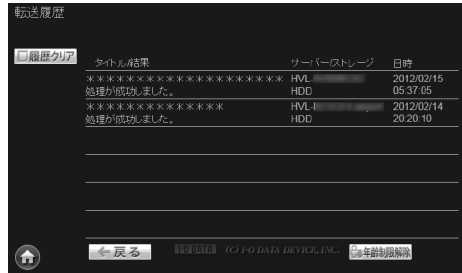 転送履歴
履歴クリア
タイトル/結果 サーバー/ストレージ 日時
******************** HVL- 2012/02/15
処理が成功しました。 HDD 05:37:05
************** HVL- 2012/02/14
処理が成功しました。 HDD 20:20:10
戻る I-O DATA (C) I-O DATA DEVICE, INC. 年齢制限解除